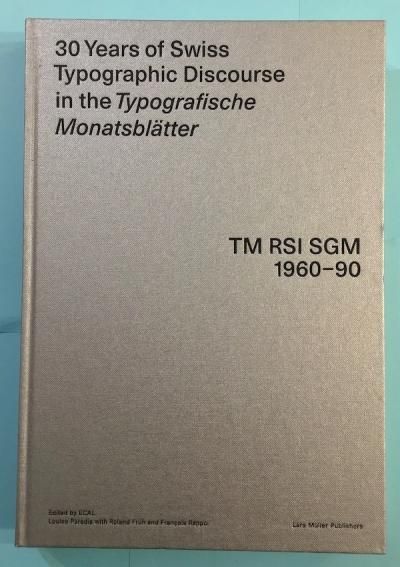 30 Years of Swiss
Typographic Discourse
in the Typografische
Monatsblätter
TM RSI SGM
1960–90
Edited by ECAL
Louise Paradis with Roland Früh and François Rappo
Lars Müller Publishers